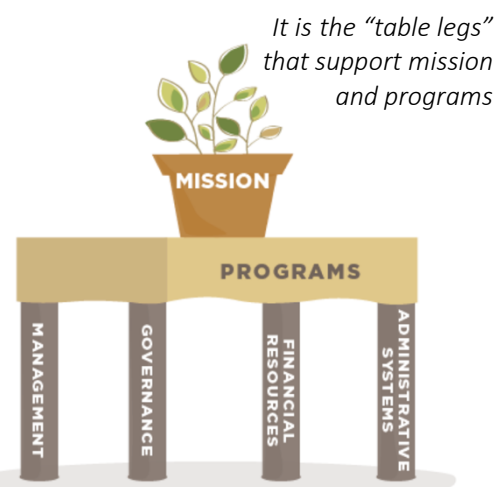 It is the “table legs”
that support mission
and programs
MISSION
PROGRAMS
MANAGEMENT
GOVERNANCE
FINANCIAL
RESOURCES
ADMINISTRATIVE
SYSTEMS